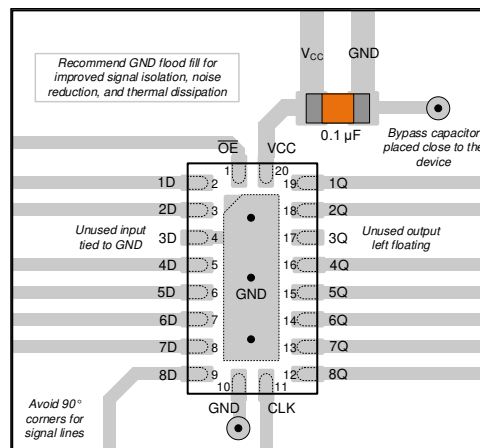 Recommend GND flood fill for
improved signal isolation, noise
reduction, and thermal dissipation
VCC
GND
0.1 µF
Bypass capacitor
placed close to the
device
OE
VCC
1
20
1D
2
19
1Q
2D
3
18
2Q
Unused input
tied to GND
3D
4
17
3Q
Unused output
left floating
4D
5
16
4Q
5D
6
GND
15
5Q
6D
7
14
6Q
7D
8
13
7Q
8D
9
12
8Q
10
11
GND
CLK
Avoid 90°
corners for
signal lines